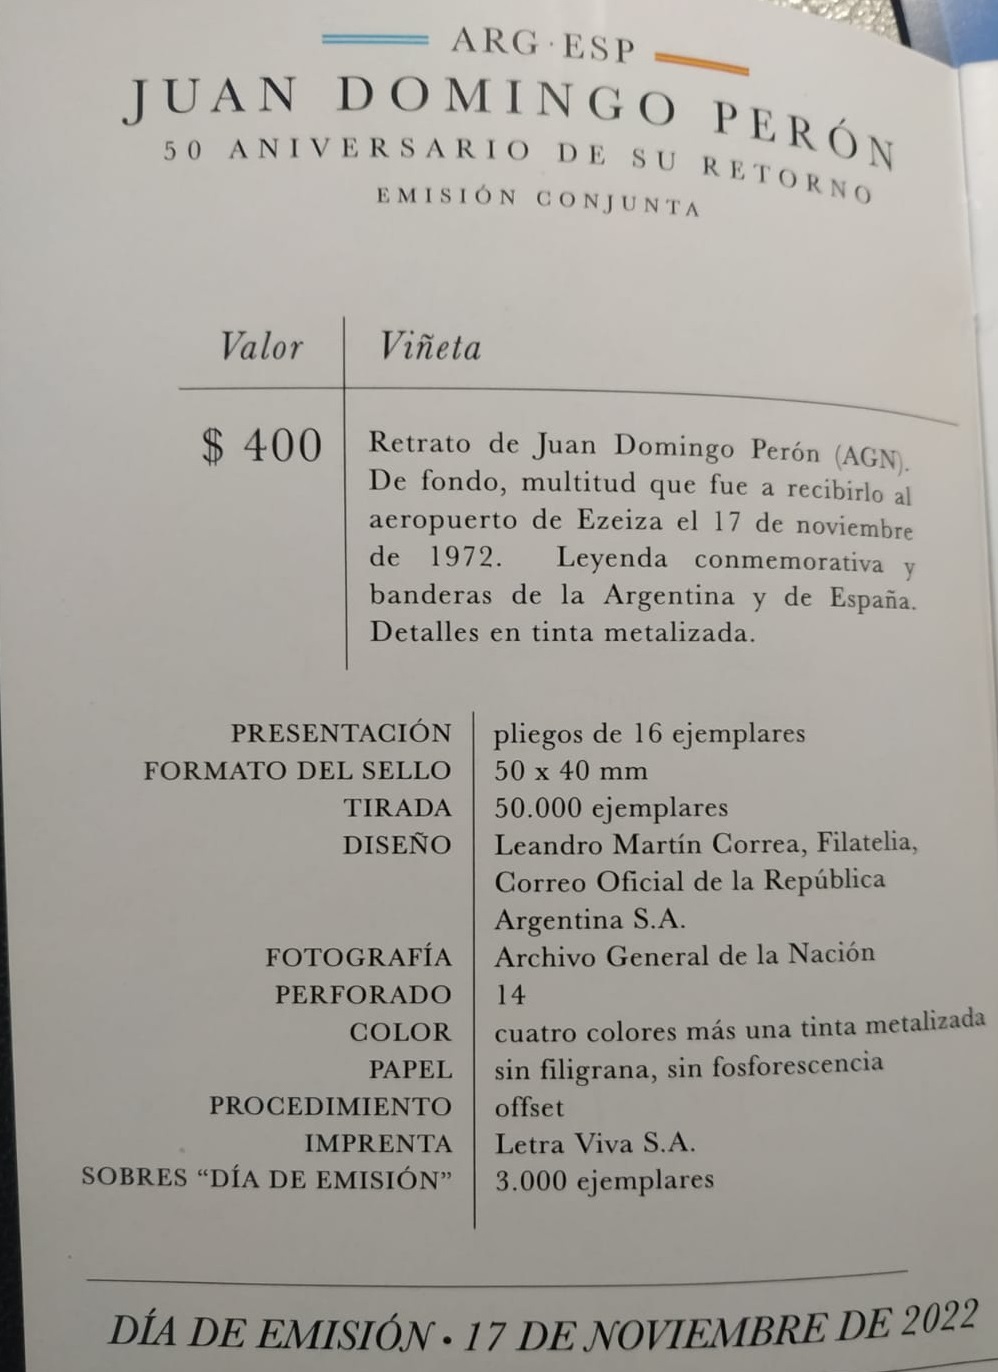 ARG·ESP
JUAN DOMINGO PERÓN
50 ANIVERSARIO DE SU RETORNO
EMISIÓN CONJUNTA
Valor Viñeta
$ 400 Retrato de Juan Domingo Perón (AGN).
De fondo, multitud que fue a recibirlo al
aeropuerto de Ezeiza el 17 de noviembre
de 1972. Leyenda conmemorativa y
banderas de la Argentina y de España.
Detalles en tinta metalizada.
PRESENTACIÓN pliegos de 16 ejemplares
FORMATO DEL SELLO 50 x 40 mm
TIRADA 50.000 ejemplares
DISEÑO Leandro Martín Correa, Filatelia,
Correo Oficial de la República
Argentina S.A.
FOTOGRAFÍA Archivo General de la Nación
PERFORADO 14
COLOR cuatro colores más una tinta metalizada
PAPEL sin filigrana, sin fosforescencia
PROCEDIMIENTO offset
IMPRENTA Letra Viva S.A.
SOBRES “DÍA DE EMISIÓN” 3.000 ejemplares
DÍA DE EMISIÓN • 17 DE NOVIEMBRE DE 2022